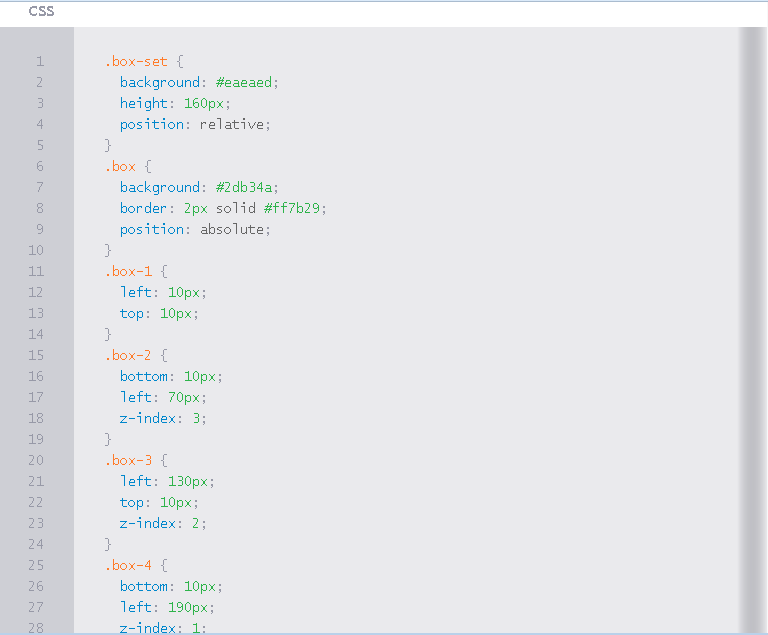 CSS
1 .box-set {
2 background: #eaeaed;
3 height: 160px;
4 position: relative;
5 }
6 .box {
7 background: #2db34a;
8 border: 2px solid #ff7b29;
9 position: absolute;
10 }
11 .box-1 {
12 left: 10px;
13 top: 10px;
14 }
15 .box-2 {
16 bottom: 10px;
17 left: 70px;
18 z-index: 3;
19 }
20 .box-3 {
21 left: 130px;
22 top: 10px;
23 z-index: 2;
24 }
25 .box-4 {
26 bottom: 10px;
27 left: 190px;
28 z-index: 1;